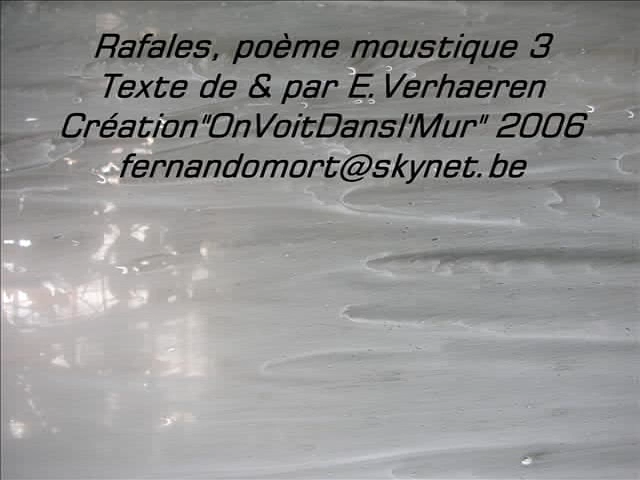 Rafales, poème moustique 3
Texte de & par E. Verhaeren
Création"OnVoitDansl'Mur" 2006
fernandomort@skynet.be